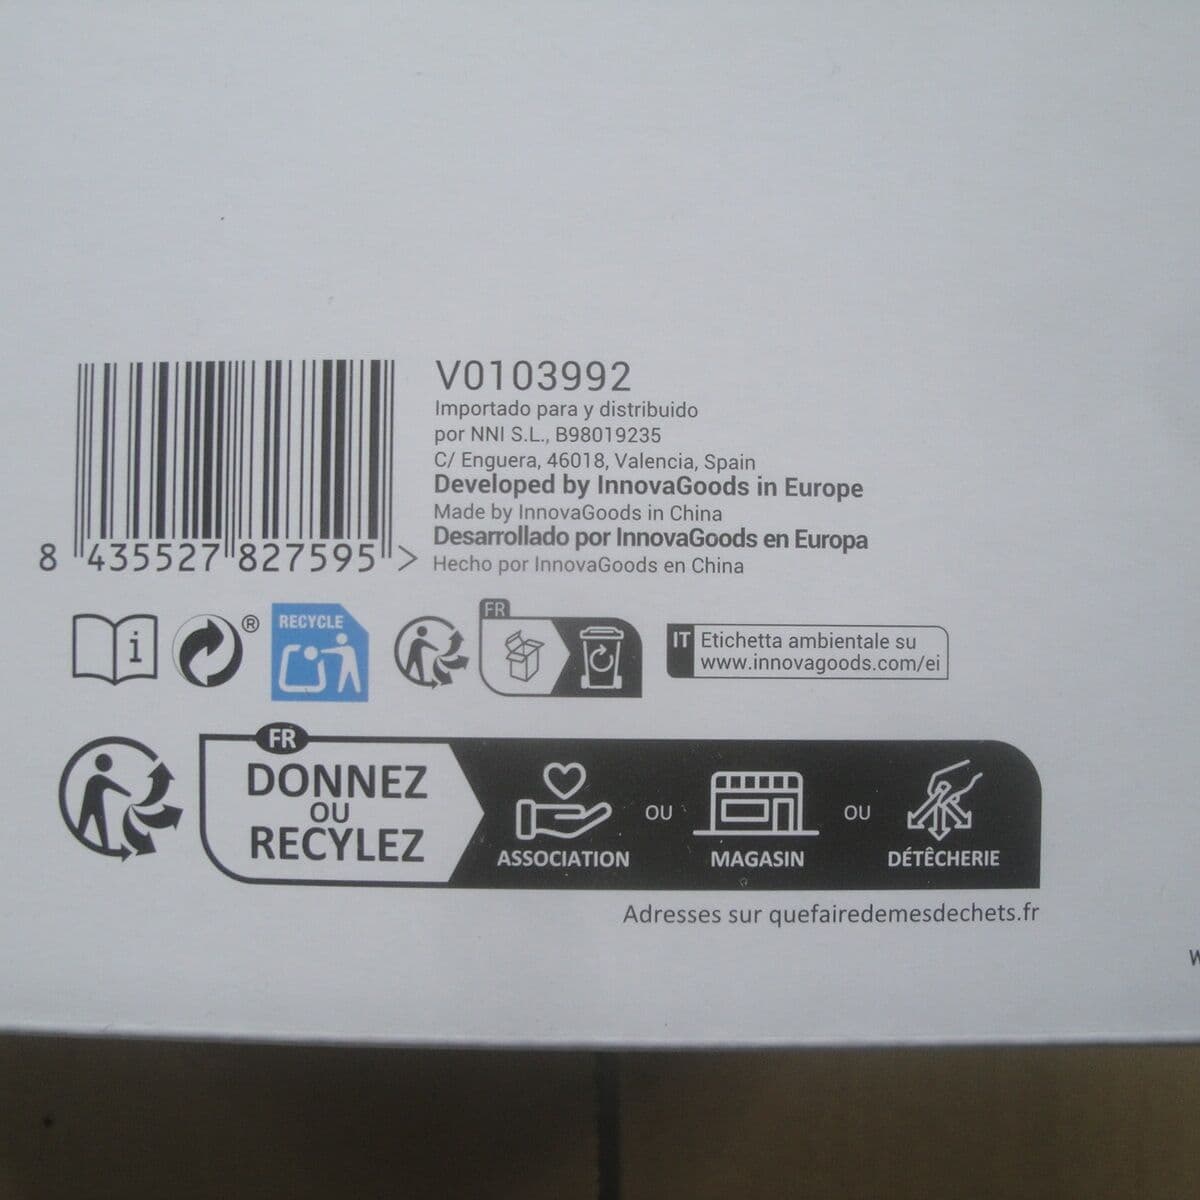 V0103992
Importado para y distribuido
por NNI S.L., B98019235
C/ Enguera, 46018, Valencia, Spain
Developed by InnovaGoods in Europe
Made by InnovaGoods in China
Desarrollado por InnovaGoods en Europa
Hecho por InnovaGoods en China
8 435527 827595 >
i
®
RECYCLE
FR
IT Etichetta ambientale su
www.innovagoods.com/ei
FR
DONNEZ
OU
RECYLEZ
ASSOCIATION
OU
MAGASIN
OU
DÉTÊCHERIE
Adresses sur quefairedemesdechets.fr